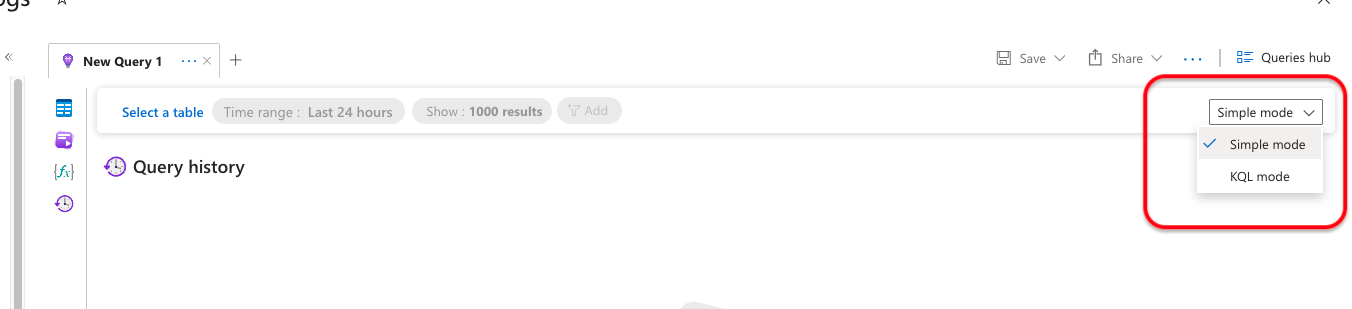 New Query 1 ··· × +
Save Share ··· Queries hub
Select a table Time range : Last 24 hours Show : 1000 results Add Simple mode
Simple mode
KQL mode
{fx}
Query history